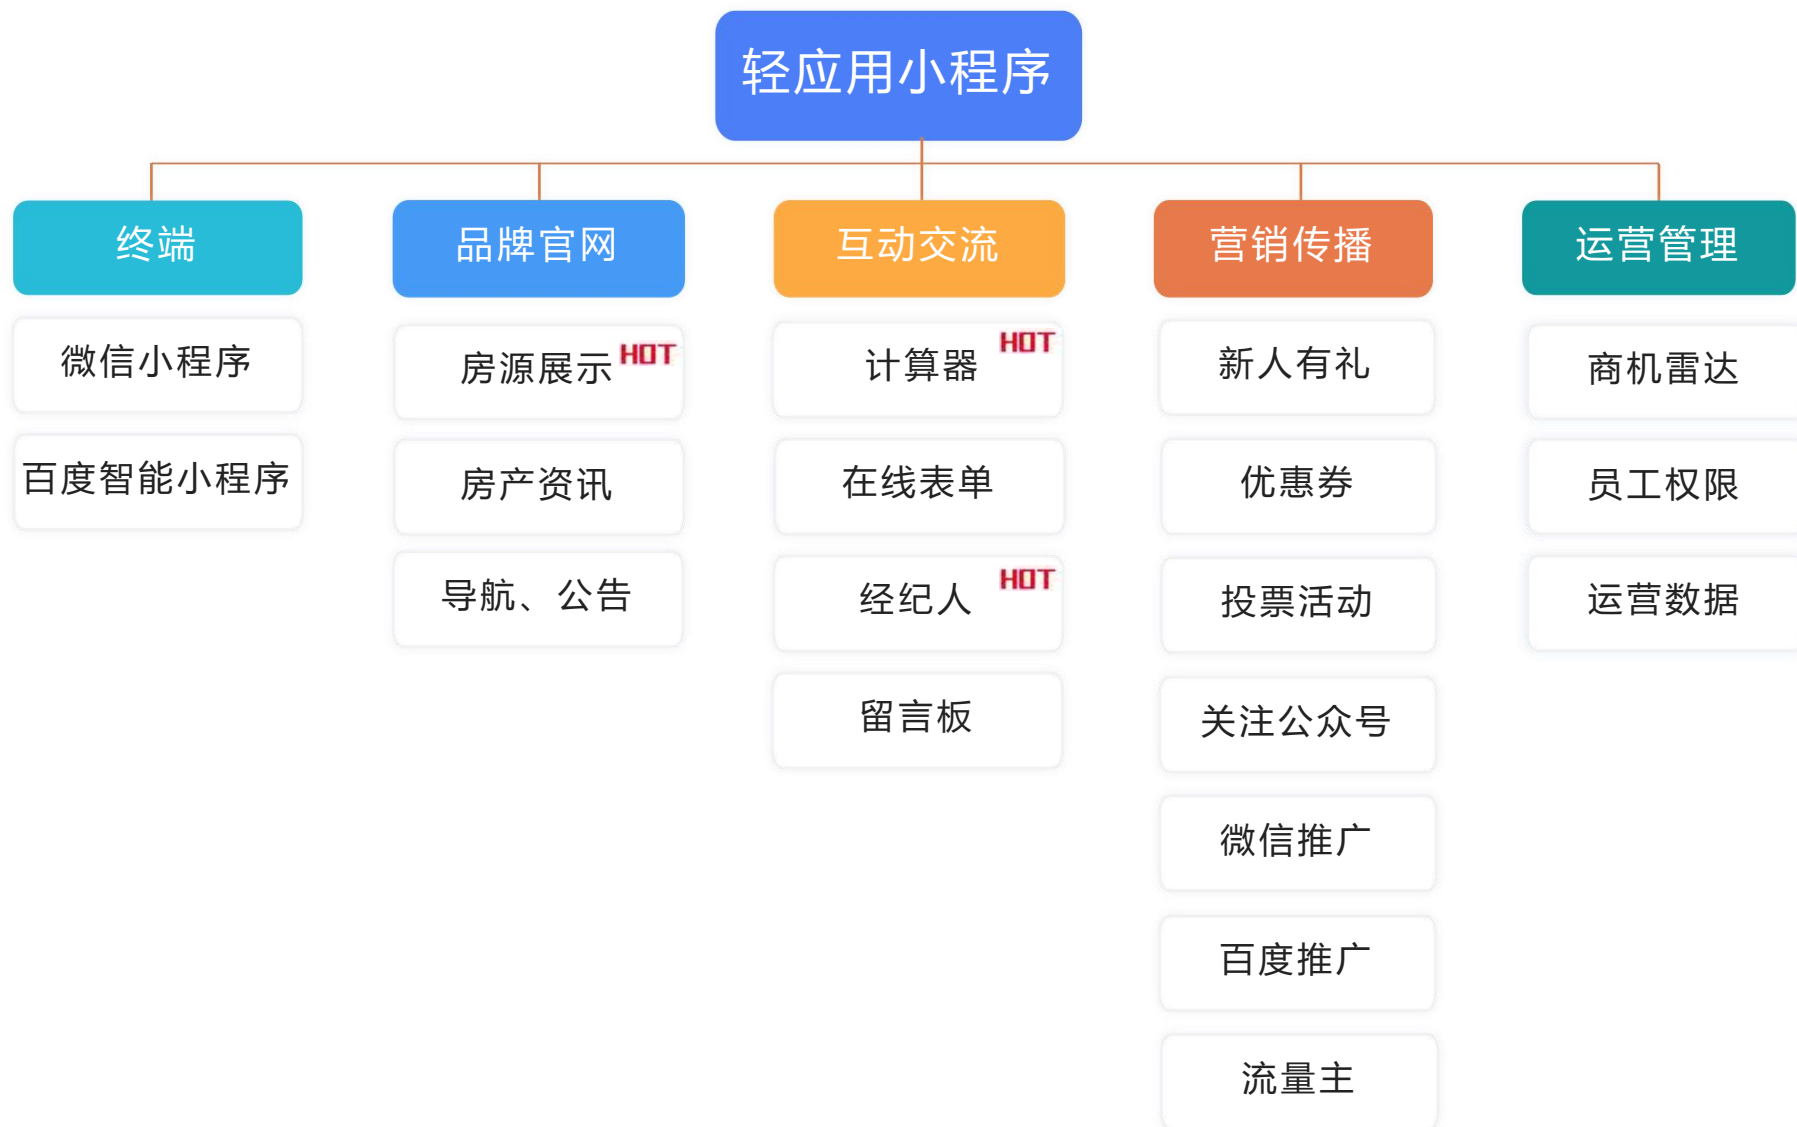 轻应用小程序
终端
微信小程序
百度智能小程序
品牌官网
房源展示 HOT
房产资讯
导航、公告
互动交流
计算器 HOT
在线表单
经纪人 HOT
留言板
营销传播
新人有礼
优惠券
投票活动
关注公众号
微信推广
百度推广
流量主
运营管理
商机雷达
员工权限
运营数据